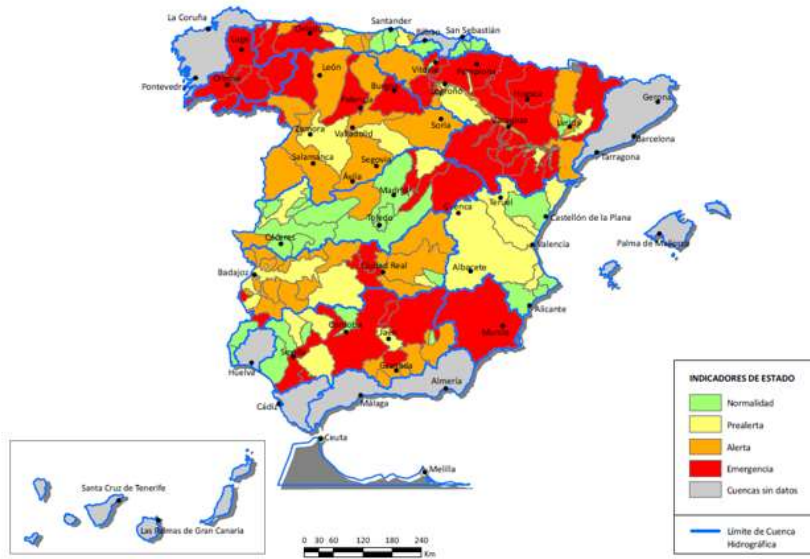 La Coruña
Santander
San Sebastián
Bilbao
Oviedo
Lugo
Pontevedra
Orense
León
Vitoria
Pamplona
Burgos
Logroño
Palencia
Huesca
Gerona
Lérida
Barcelona
Zaragoza
Tarragona
Soria
Zamora
Valladolid
Salamanca
Segovia
Ávila
Madrid
Teruel
Cuenca
Toledo
Castellón de la Plana
Cáceres
Valencia
Palma de Mallorca
Ciudad Real
Badajoz
Albacete
Alicante
Murcia
Córdoba
Jaén
Sevilla
Huelva
Granada
Almería
Cádiz
Málaga
Ceuta
Melilla
Santa Cruz de Tenerife
Las Palmas de Gran Canaria
0 30 60 120 180 240
Km
INDICADORES DE ESTADO
Normalidad
Prealerta
Alerta
Emergencia
Cuencas sin datos
Límite de Cuenca
Hidrográfica